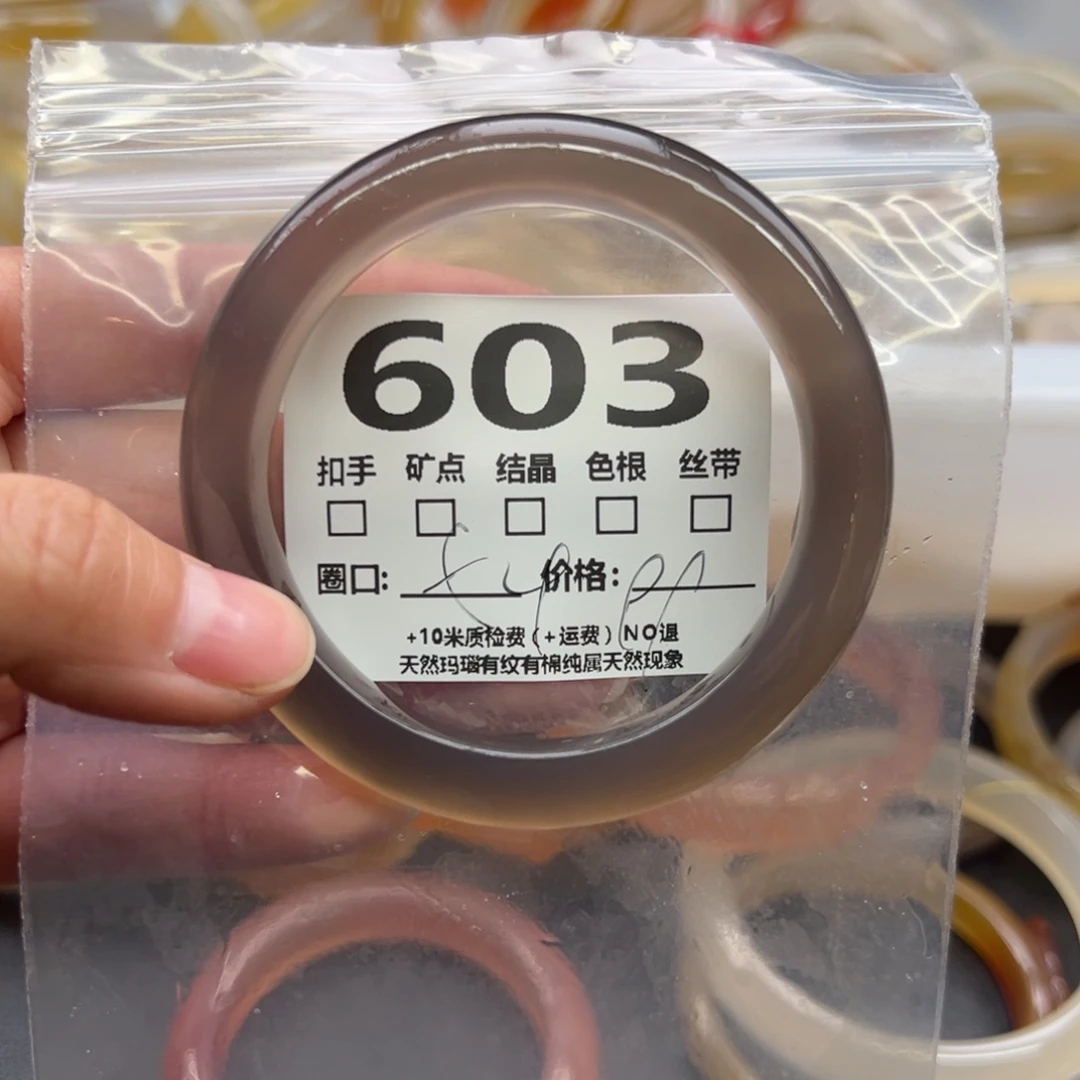 603
扣手 矿点 结晶 色根 丝带
圈口: 价格:
+10米质检费(+运费)NO退
天然玛瑙有纹有棉纯属天然现象